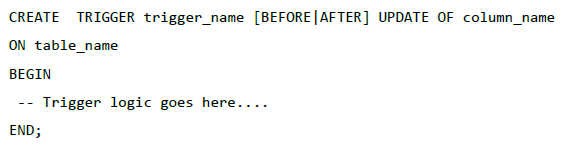 CREATE  TRIGGER trigger_name [BEFORE|AFTER] UPDATE OF column_name
ON table_name
BEGIN
 -- Trigger logic goes here....
END;